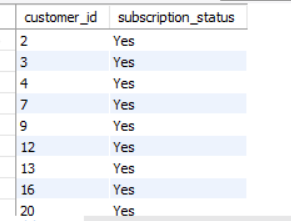 customer_id subscription_status
2 Yes
3 Yes
4 Yes
7 Yes
9 Yes
12 Yes
13 Yes
16 Yes
20 Yes